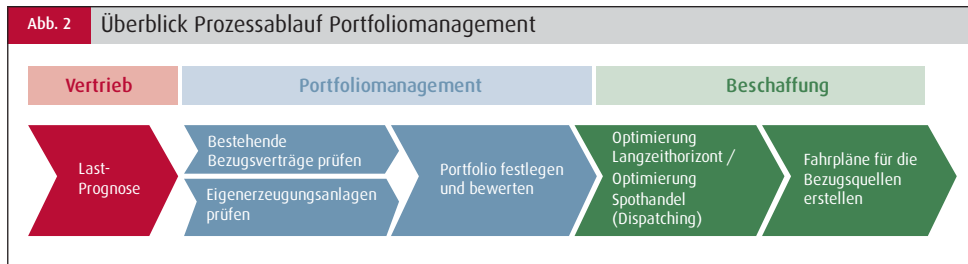 Abb. 2
Überblick Prozessablauf Portfoliomanagement
Vertrieb
Portfoliomanagement
Beschaffung
Last-
Prognose
Bestehende
Bezugsverträge prüfen
Eigenerzeugungsanlagen
prüfen
Portfolio festlegen
und bewerten
Optimierung
Langzeithorizont /
Optimierung
Spothandel
(Dispatching)
Fahrpläne für die
Bezugsquellen
erstellen